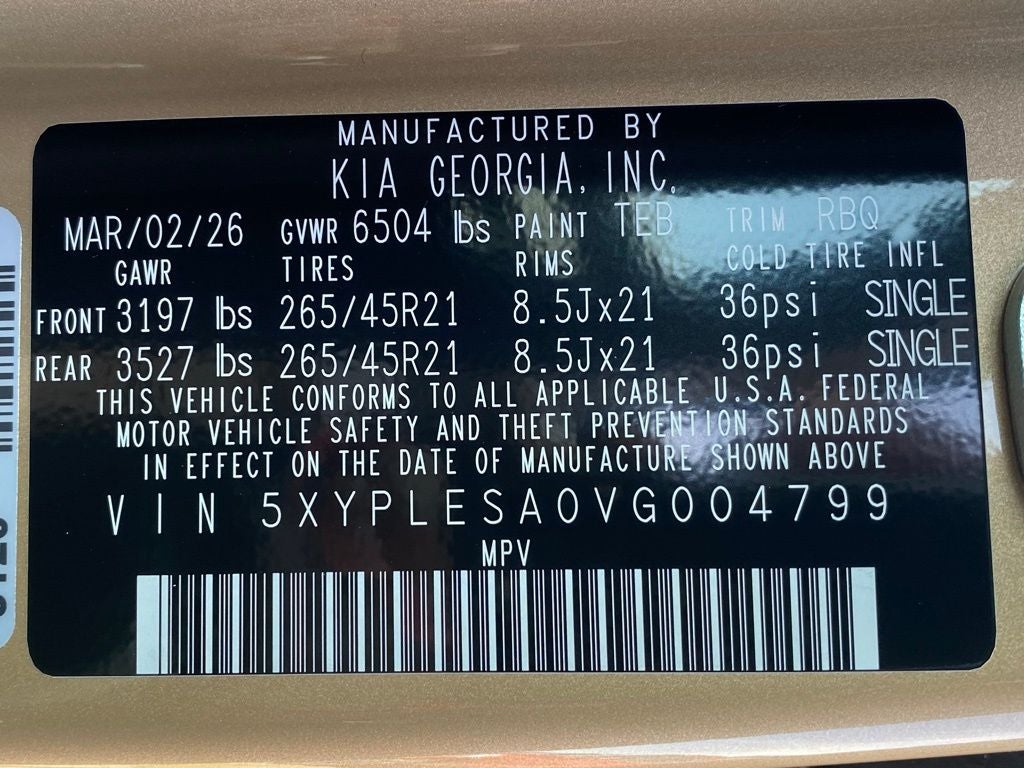 MANUFACTURED BY
KIA GEORGIA, INC.
MAR/02/26 GVWR 6504 lbs PAINT TEB TRIM RBQ
GAWR TIRES RIMS COLD TIRE INFL
FRONT 3197 lbs 265/45R21 8.5Jx21 36psi SINGLE
REAR 3527 lbs 265/45R21 8.5Jx21 36psi SINGLE
THIS VEHICLE CONFORMS TO ALL APPLICABLE U.S.A. FEDERAL
MOTOR VEHICLE SAFETY AND THEFT PREVENTION STANDARDS
IN EFFECT ON THE DATE OF MANUFACTURE SHOWN ABOVE
VIN 5XYPLESA0VG004799
MPV